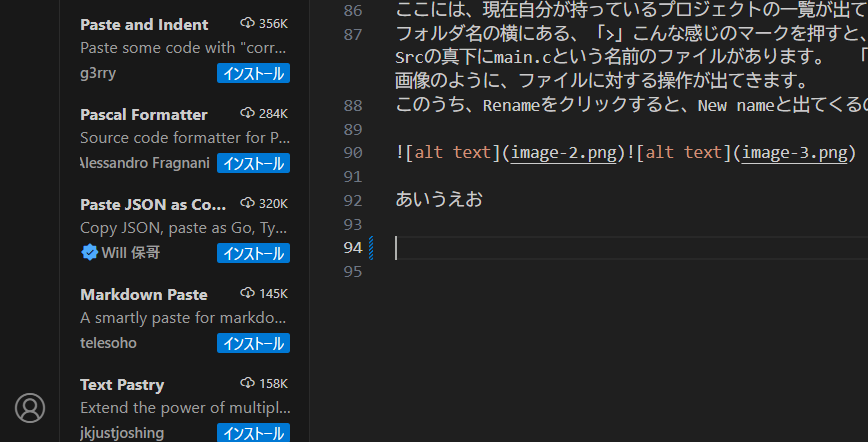 Paste and Indent 356K
Paste some code with "corr...
g3rry インストール
Pascal Formatter 284K
Source code formatter for P...
Alessandro Fragnani インストール
Paste JSON as Co... 320K
Copy JSON, paste as Go, Ty...
Will 保哥 インストール
Markdown Paste 145K
A smartly paste for markdo...
telesoho インストール
Text Pastry 158K
Extend the power of multipl...
jkjustjoshing インストール
86 ここには、現在自分が持っているプロジェクトの一覧が出て
87 フォルダ名の横にある、「>」こんな感じのマークを押すと、
Srcの真下にmain.cという名前のファイルがあります。 「
画像のように、ファイルに対する操作が出てきます。
88 このうち、Renameをクリックすると、New nameと出てくるの
89
90 ![alt text](image-2.png)![alt text](image-3.png)
91
92 あいうえお
93
94
95